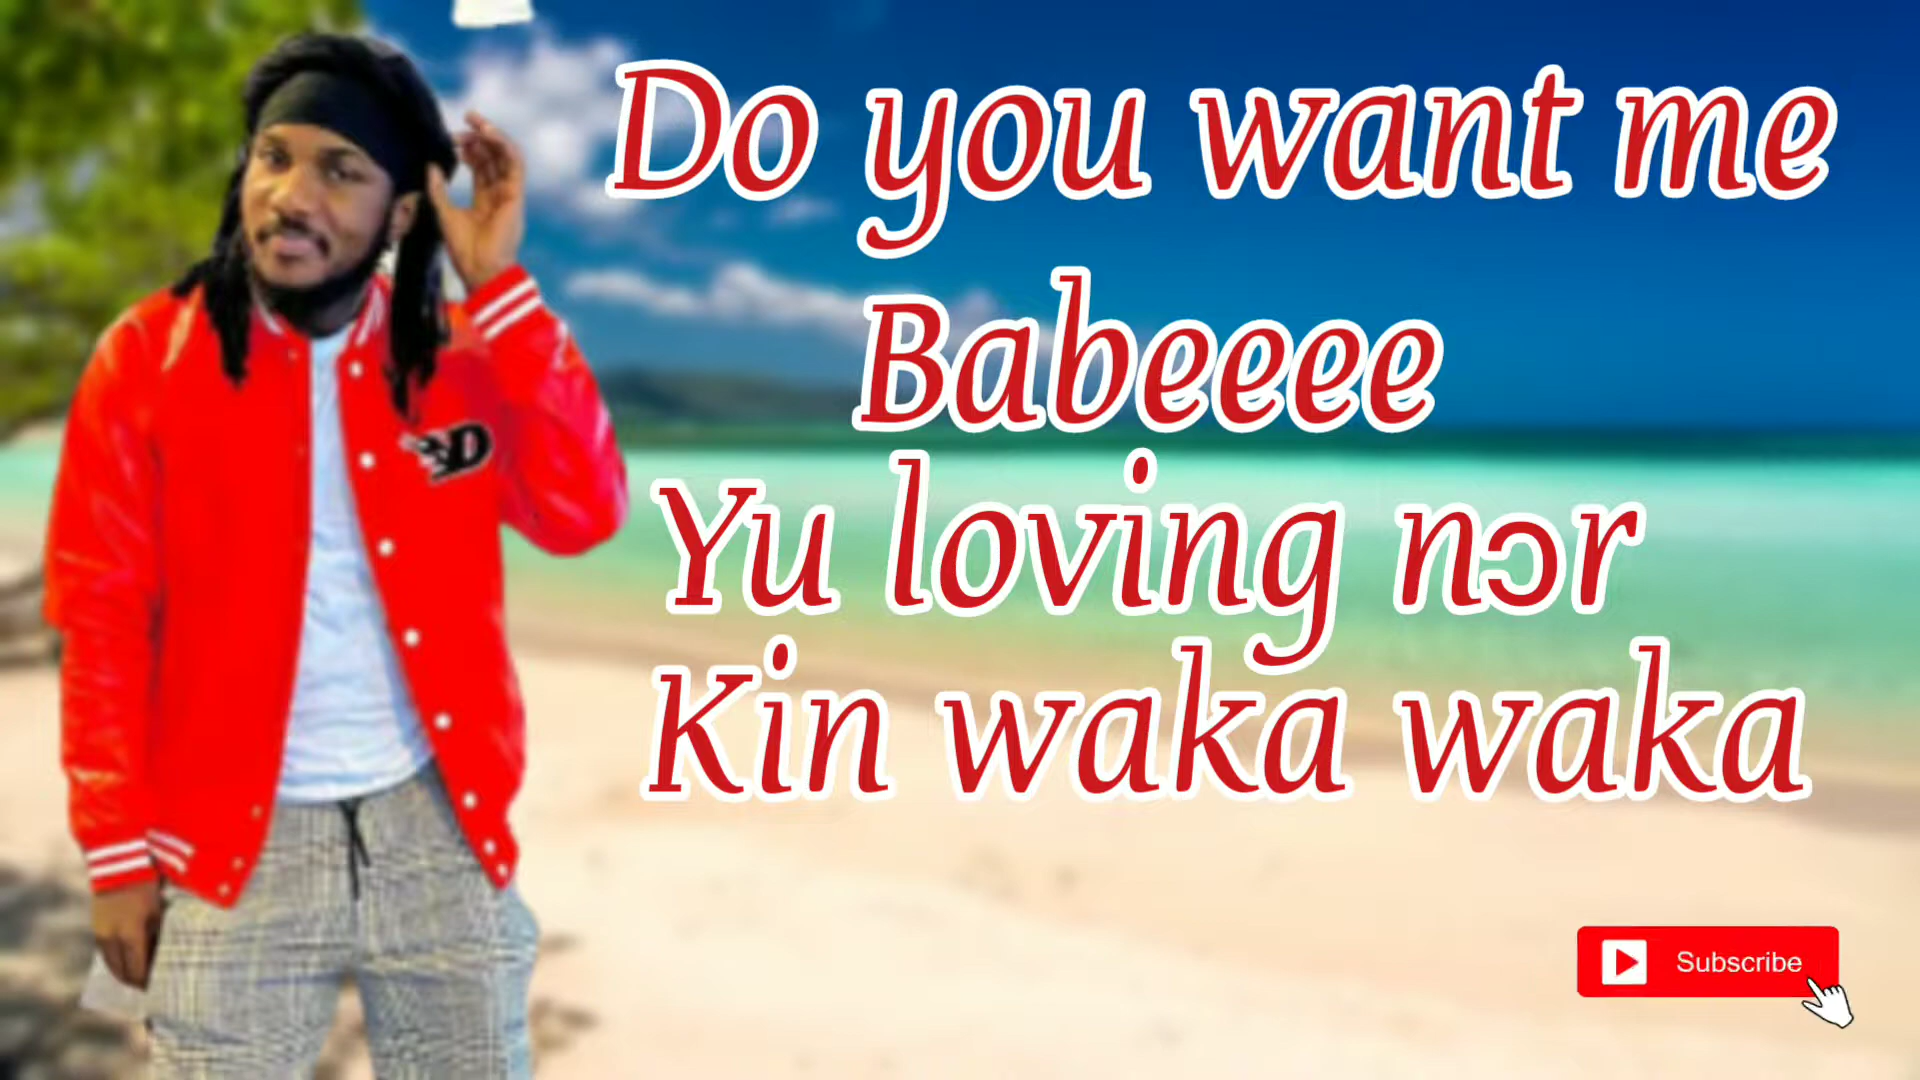 Do you want me
Babeeee
Yu loving nɔr
Kin waka waka
Subscribe